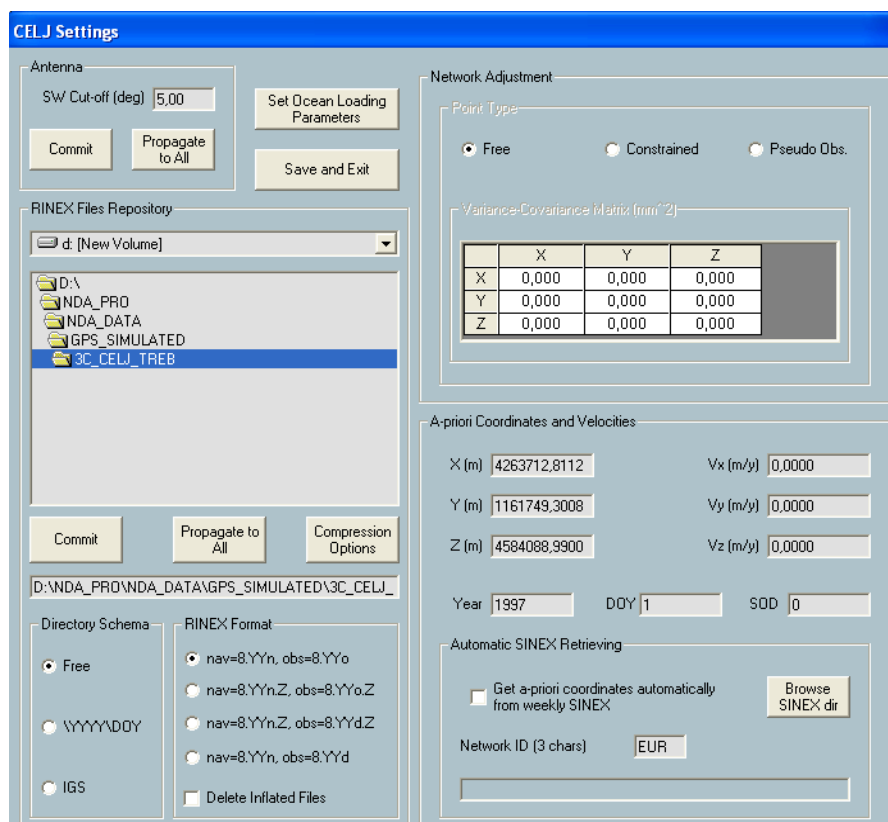 CELJ Settings
Antenna
SW Cut-off (deg) 5,00
Commit
Propagate
to All
Set Ocean Loading
Parameters
Save and Exit
RINEX Files Repository
d: [New Volume]
D:\
NDA_PRO
NDA_DATA
GPS_SIMULATED
3C_CELJ_TREB
Commit
Propagate to
All
Compression
Options
D:\NDA_PRO\NDA_DATA\GPS_SIMULATED\3C_CELJ_
Directory Schema
Free
\YYYY\DOY
IGS
RINEX Format
nav=8.YYn, obs=8.YYo
nav=8.YYn.Z, obs=8.YYo.Z
nav=8.YYn.Z, obs=8.YYd.Z
nav=8.YYn, obs=8.YYd
Delete Inflated Files
Network Adjustment
Point Type
Free Constrained Pseudo Obs.
Variance-Covariance Matrix (mm^2)
X Y Z
X 0,000 0,000 0,000
Y 0,000 0,000 0,000
Z 0,000 0,000 0,000
A-priori Coordinates and Velocities
X (m) 4263712,8112 Vx (m/y) 0,0000
Y (m) 1161749,3008 Vy (m/y) 0,0000
Z (m) 4584088,9900 Vz (m/y) 0,0000
Year 1997 DOY 1 SOD 0
Automatic SINEX Retrieving
Get a-priori coordinates automatically
from weekly SINEX
Browse
SINEX dir
Network ID (3 chars) EUR